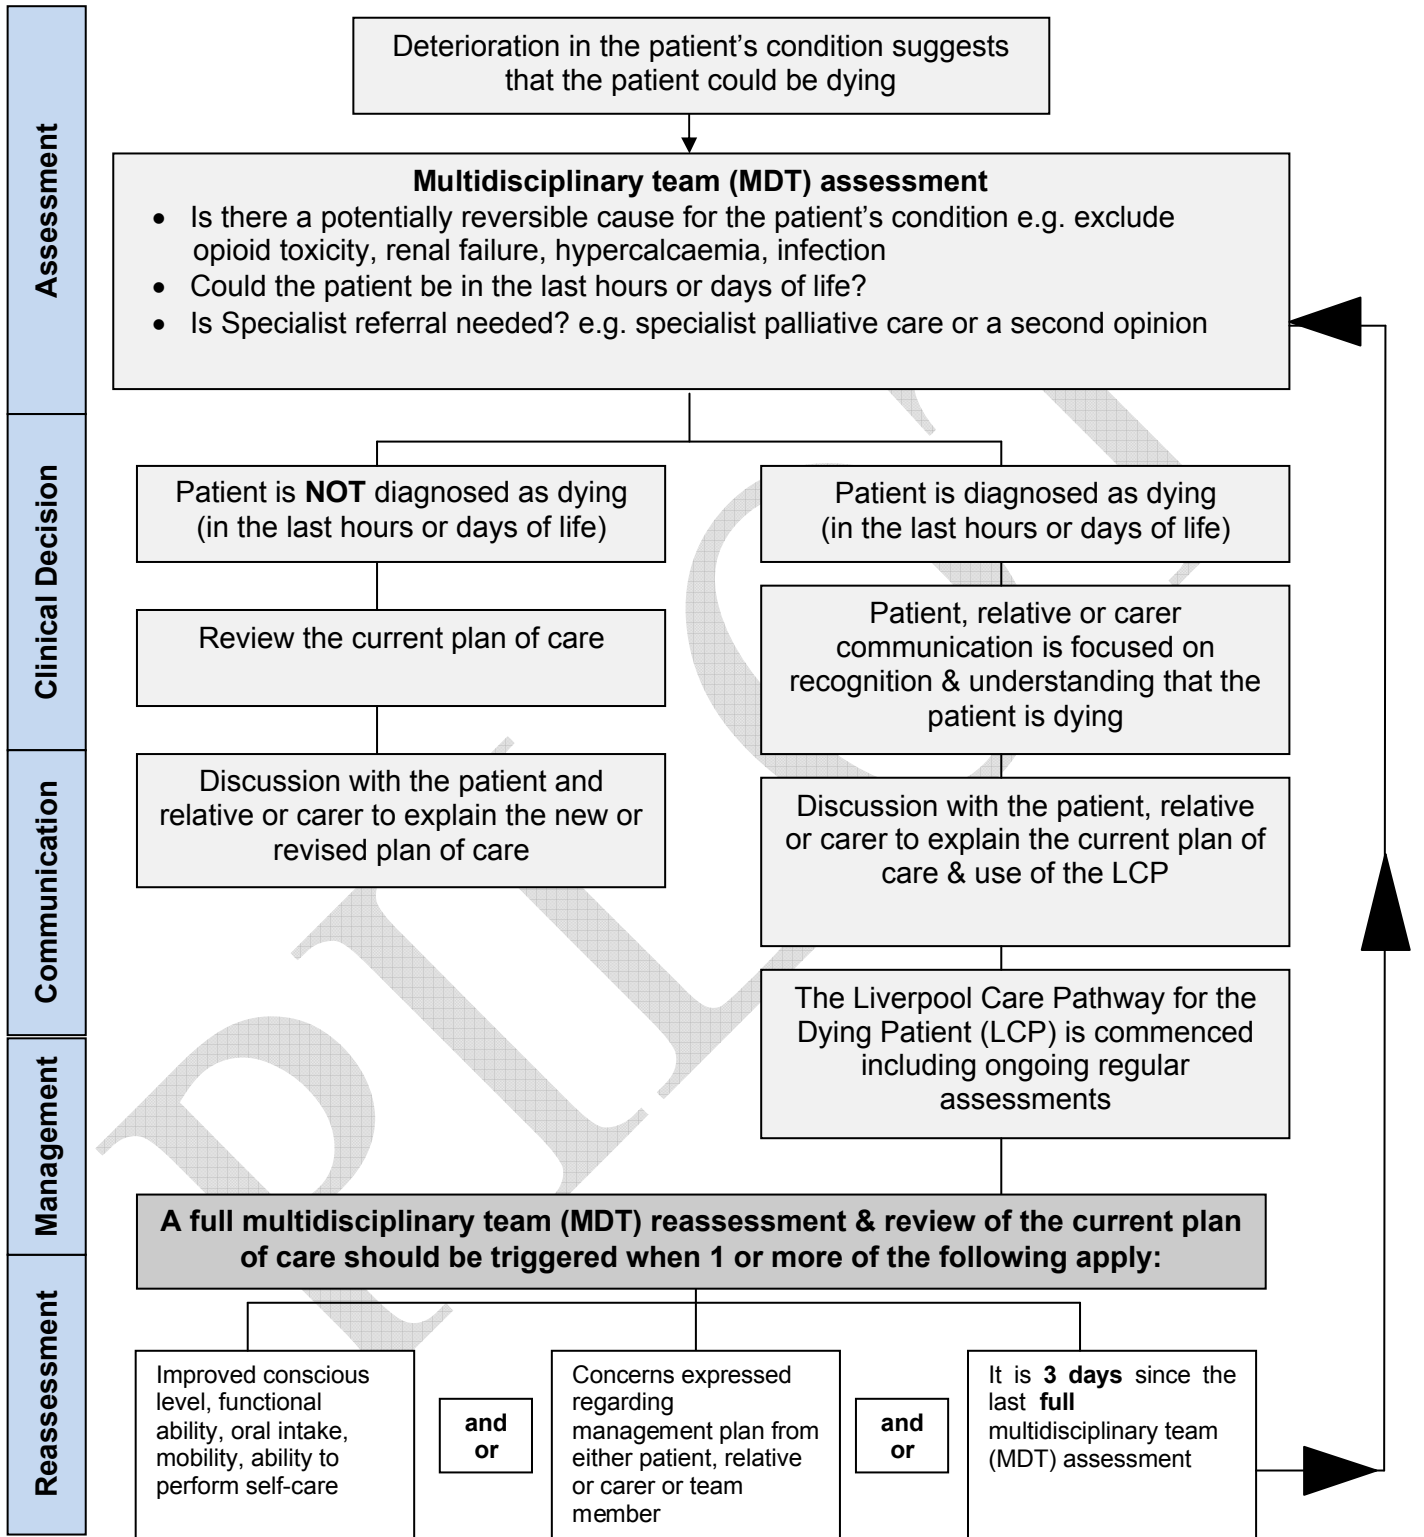 Assessment
Deterioration in the patient’s condition suggests
that the patient could be dying
Multidisciplinary team (MDT) assessment
• Is there a potentially reversible cause for the patient’s condition e.g. exclude
opioid toxicity, renal failure, hypercalcaemia, infection
• Could the patient be in the last hours or days of life?
• Is Specialist referral needed? e.g. specialist palliative care or a second opinion
Clinical Decision
Patient is NOT diagnosed as dying
(in the last hours or days of life)
Review the current plan of care
Patient is diagnosed as dying
(in the last hours or days of life)
Patient, relative or carer
communication is focused on
recognition & understanding that the
patient is dying
Communication
Discussion with the patient and
relative or carer to explain the new or
revised plan of care
Discussion with the patient, relative
or carer to explain the current plan of
care & use of the LCP
Management
The Liverpool Care Pathway for the
Dying Patient (LCP) is commenced
including ongoing regular
assessments
A full multidisciplinary team (MDT) reassessment & review of the current plan
of care should be triggered when 1 or more of the following apply:
Reassessment
Improved conscious
level, functional
ability, oral intake,
mobility, ability to
perform self-care
and
or
Concerns expressed
regarding
management plan from
either patient, relative
or carer or team
member
and
or
It is 3 days since the
last full
multidisciplinary team
(MDT) assessment
PILOT